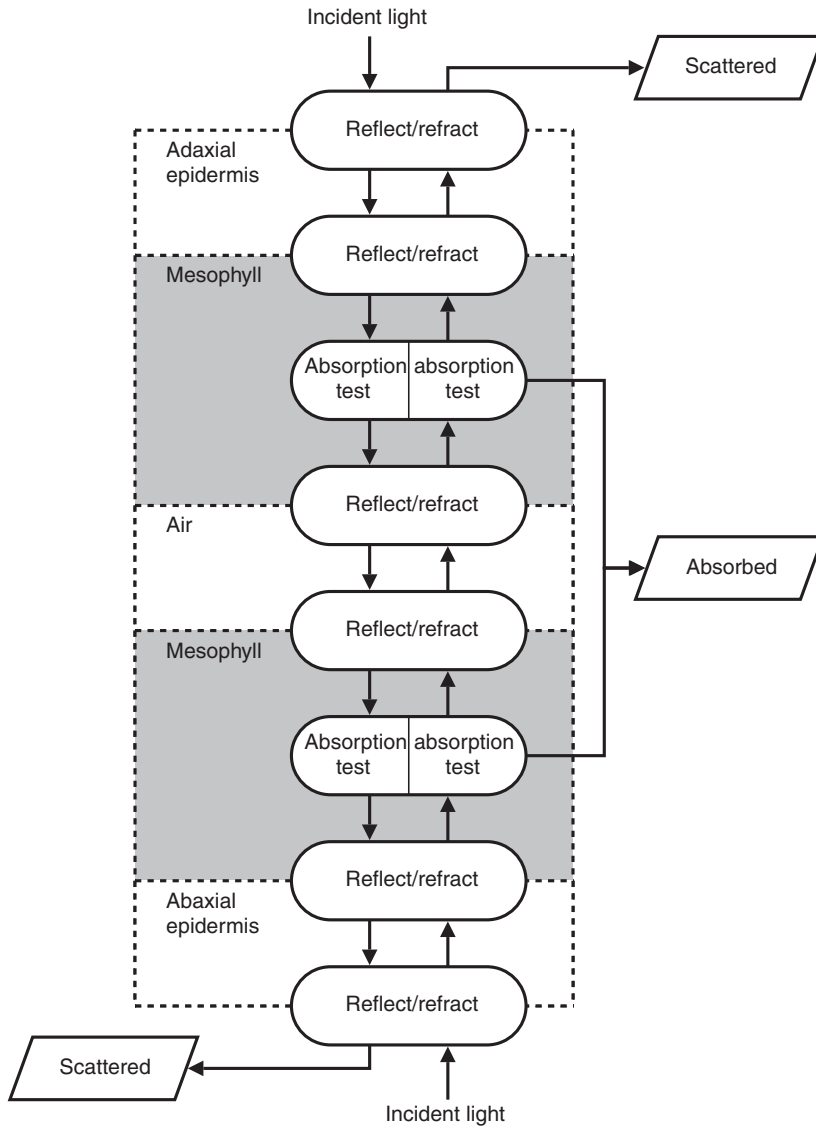 Incident light
Scattered
Reflect/refract
Adaxial
epidermis
Reflect/refract
Mesophyll
Absorption
test
absorption
test
Reflect/refract
Air
Absorbed
Reflect/refract
Mesophyll
Absorption
test
absorption
test
Reflect/refract
Abaxial
epidermis
Reflect/refract
Scattered
Incident light